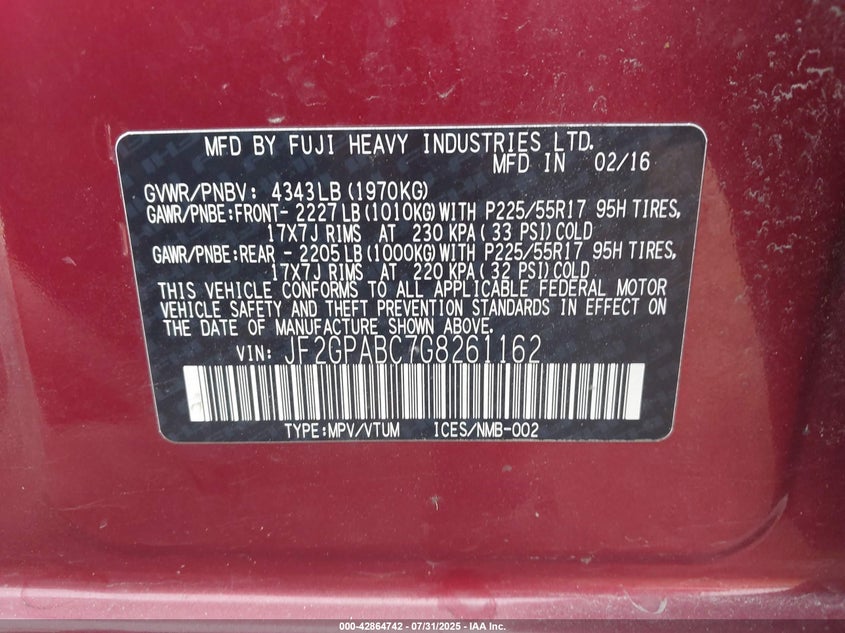 MFD BY FUJI HEAVY INDUSTRIES LTD.
MFD IN 02/16
GVWR/PNBV: 4343LB(1970KG)
GAWR/PNBE:FRONT- 2227LB(1010KG)WITH P225/55R17 95H TIRES,
17X7J RIMS AT 230 KPA( 33 PSI)COLD
GAWR/PNBE:REAR - 2205LB(1000KG)WITH P225/55R17 95H TIRES,
17X7J RIMS AT 220 KPA( 32 PSI)COLD
THIS VEHICLE CONFORMS TO ALL APPLICABLE FEDERAL MOTOR
VEHICLE SAFETY AND THEFT PREVENTION STANDARDS IN EFFECT ON
THE DATE OF MANUFACTURE SHOWN ABOVE.
VIN: JF2GPABC7G8261162
TYPE:MPV/VTUM ICES/NMB-002
000-42864742 / 07/31/2025 - IAA Inc.